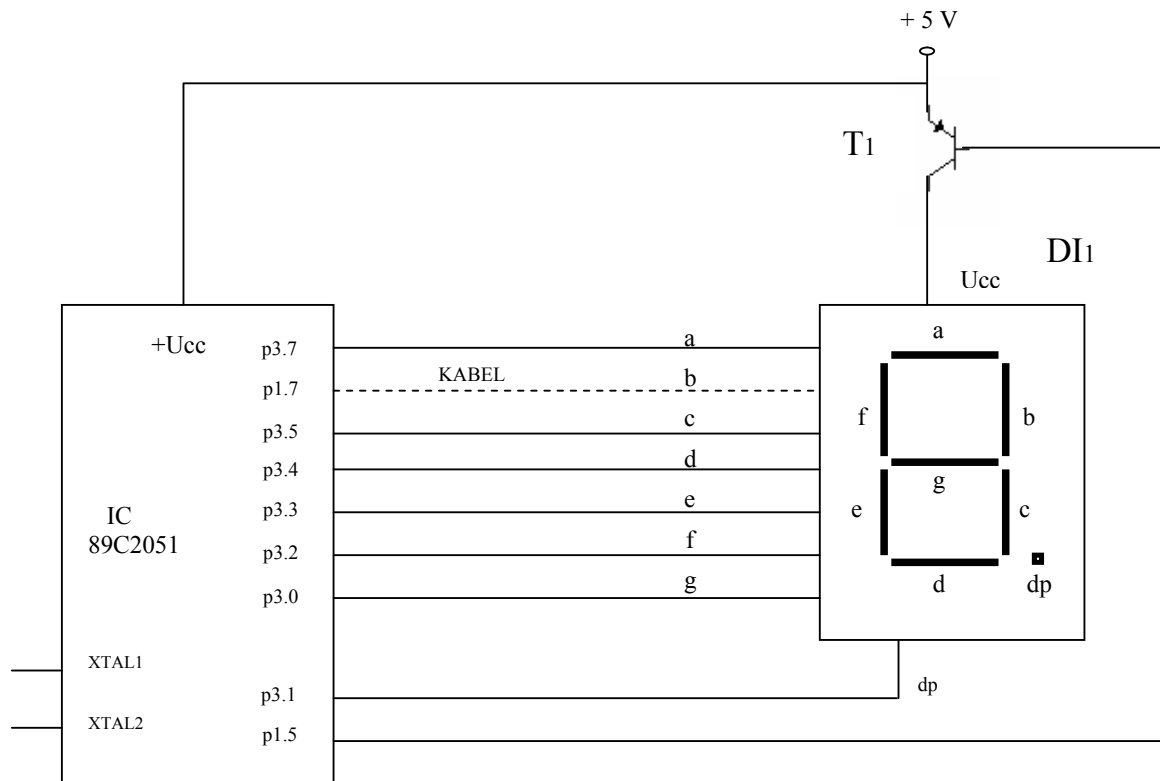 + 5 V
T1
DI1
Ucc
+Ucc
p3.7
a
a
KABEL
p1.7
b
f
b
p3.5
c
p3.4
d
g
p3.3
e
e
c
IC
89C2051
p3.2
f
dp
d
p3.0
g
XTAL1
p3.1
dp
XTAL2
p1.5